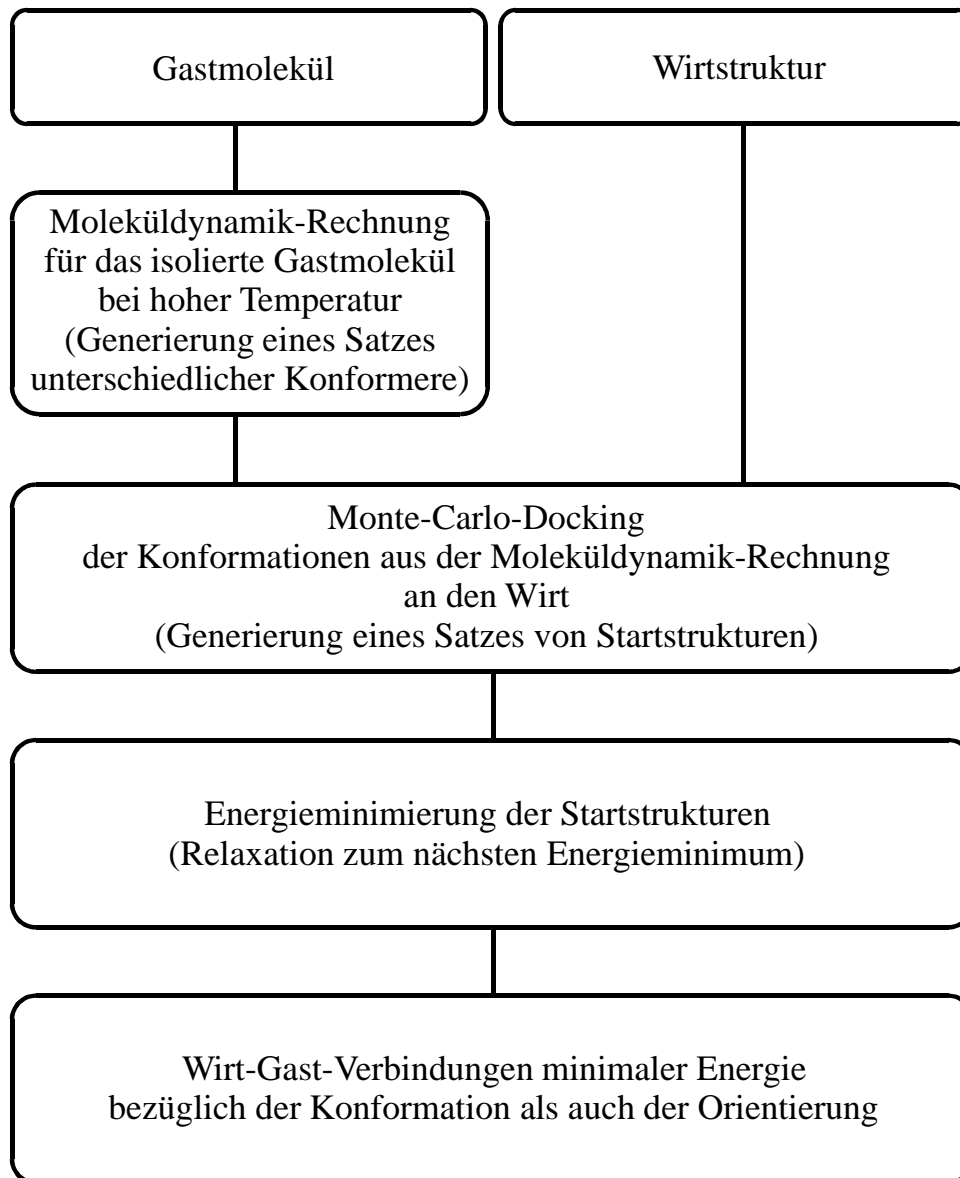 Gastmolekül
Wirtstruktur
Moleküldynamik-Rechnung
für das isolierte Gastmolekül
bei hoher Temperatur
(Generierung eines Satzes
unterschiedlicher Konformere)
Monte-Carlo-Docking
der Konformationen aus der Moleküldynamik-Rechnung
an den Wirt
(Generierung eines Satzes von Startstrukturen)
Energieminimierung der Startstrukturen
(Relaxation zum nächsten Energieminimum)
Wirt-Gast-Verbindungen minimaler Energie
bezüglich der Konformation als auch der Orientierung